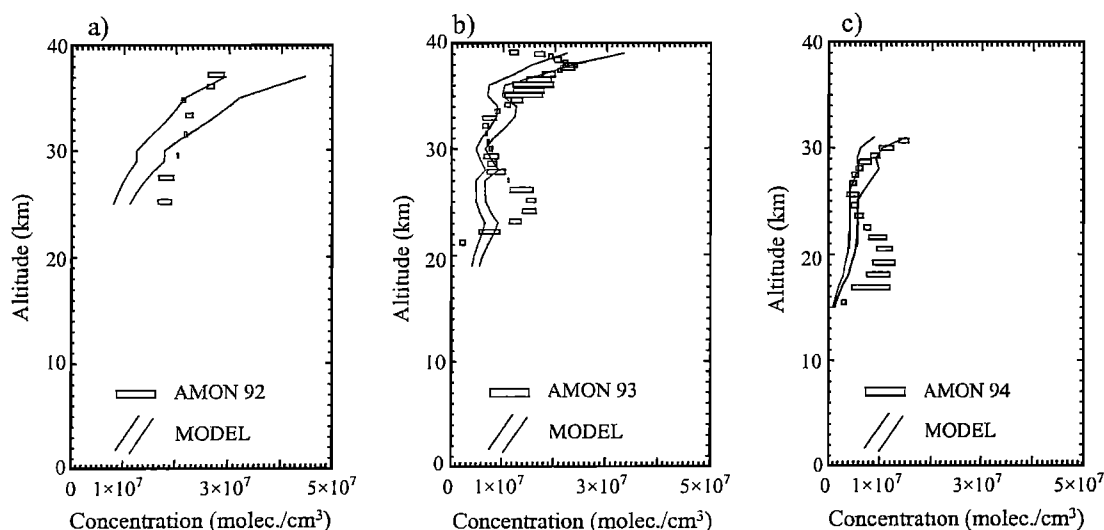 a)
40
30
20
10
0
Altitude (km)
AMON 92
MODEL
0 1×10⁷ 3×10⁷ 5×10⁷
Concentration (molec./cm³)
b)
40
30
20
10
0
Altitude (km)
AMON 93
MODEL
0 1×10⁷ 3×10⁷ 5×10⁷
Concentration (molec./cm³)
c)
40
30
20
10
0
Altitude (km)
AMON 94
MODEL
0 1×10⁷ 3×10⁷ 5×10⁷
Concentration (molec./cm³)